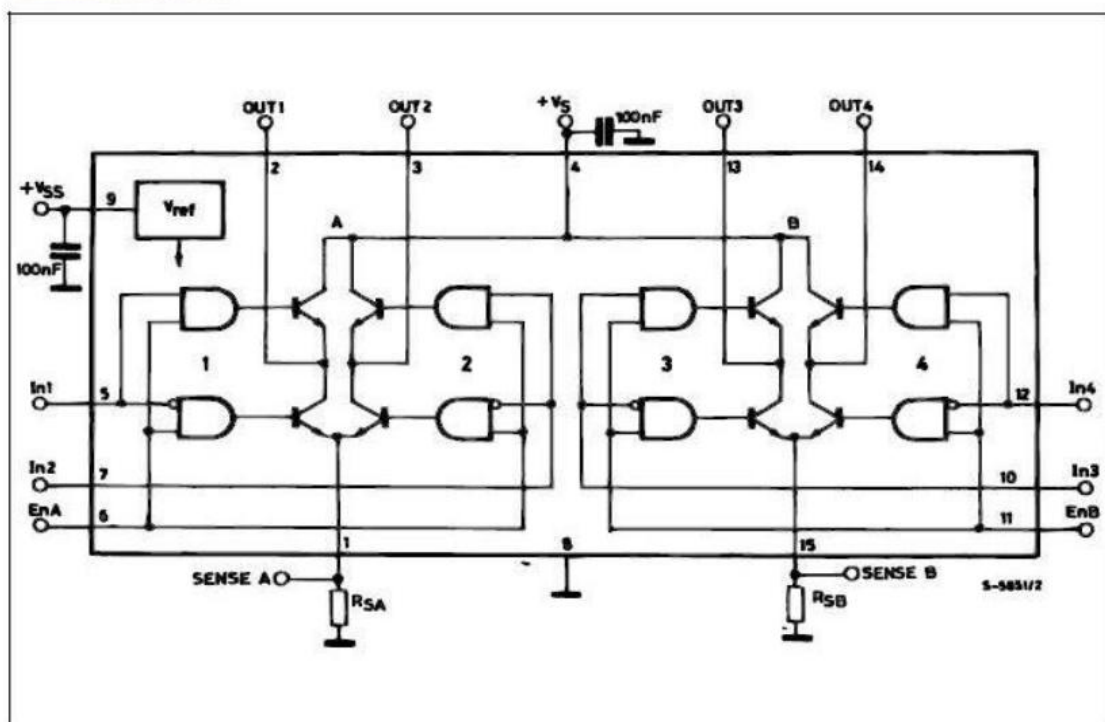 OUT1
OUT2
+VS
100nF
OUT3
OUT4
2
3
4
13
14
+VSS
9
Vref
A
B
100nF
1
2
3
4
In1
5
12
In4
In2
7
10
In3
EnA
6
11
EnB
1
8
15
SENSE A
RSA
RSB
SENSE B
S-5851/2